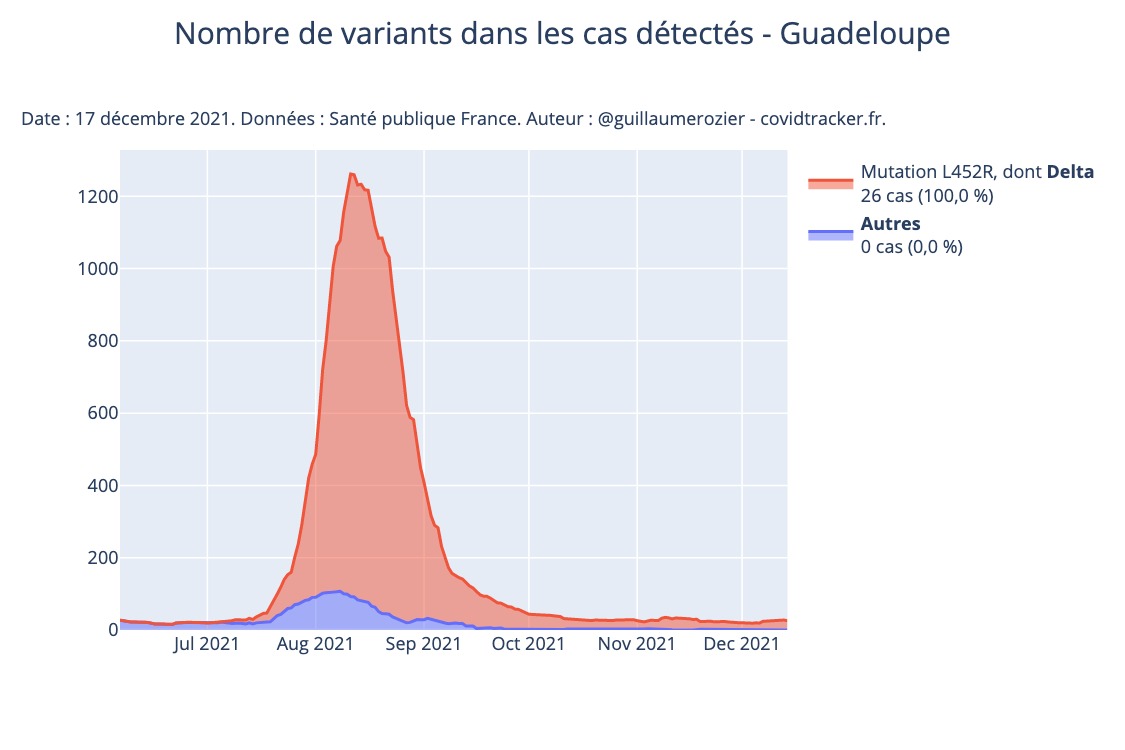 Nombre de variants dans les cas détectés - Guadeloupe
Date : 17 décembre 2021. Données : Santé publique France. Auteur : @guillaumerozier - covidtracker.fr.
Mutation L452R, dont Delta
26 cas (100,0 %)
Autres
0 cas (0,0 %)
1200
1000
800
600
400
200
0
Jul 2021
Aug 2021
Sep 2021
Oct 2021
Nov 2021
Dec 2021